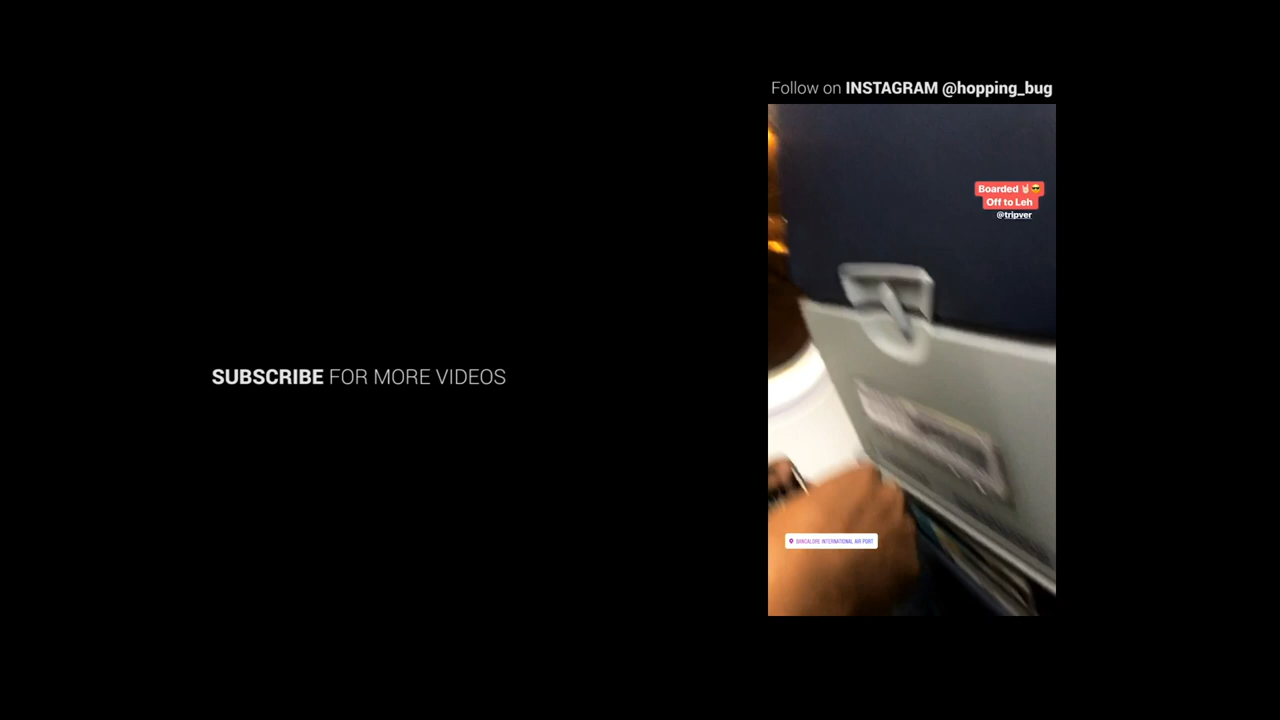 Follow on INSTAGRAM @hopping_bug
Boarded 🤘😎
Off to Leh
@tripver
SUBSCRIBE FOR MORE VIDEOS
BANGALORE INTERNATIONAL AIR PORT